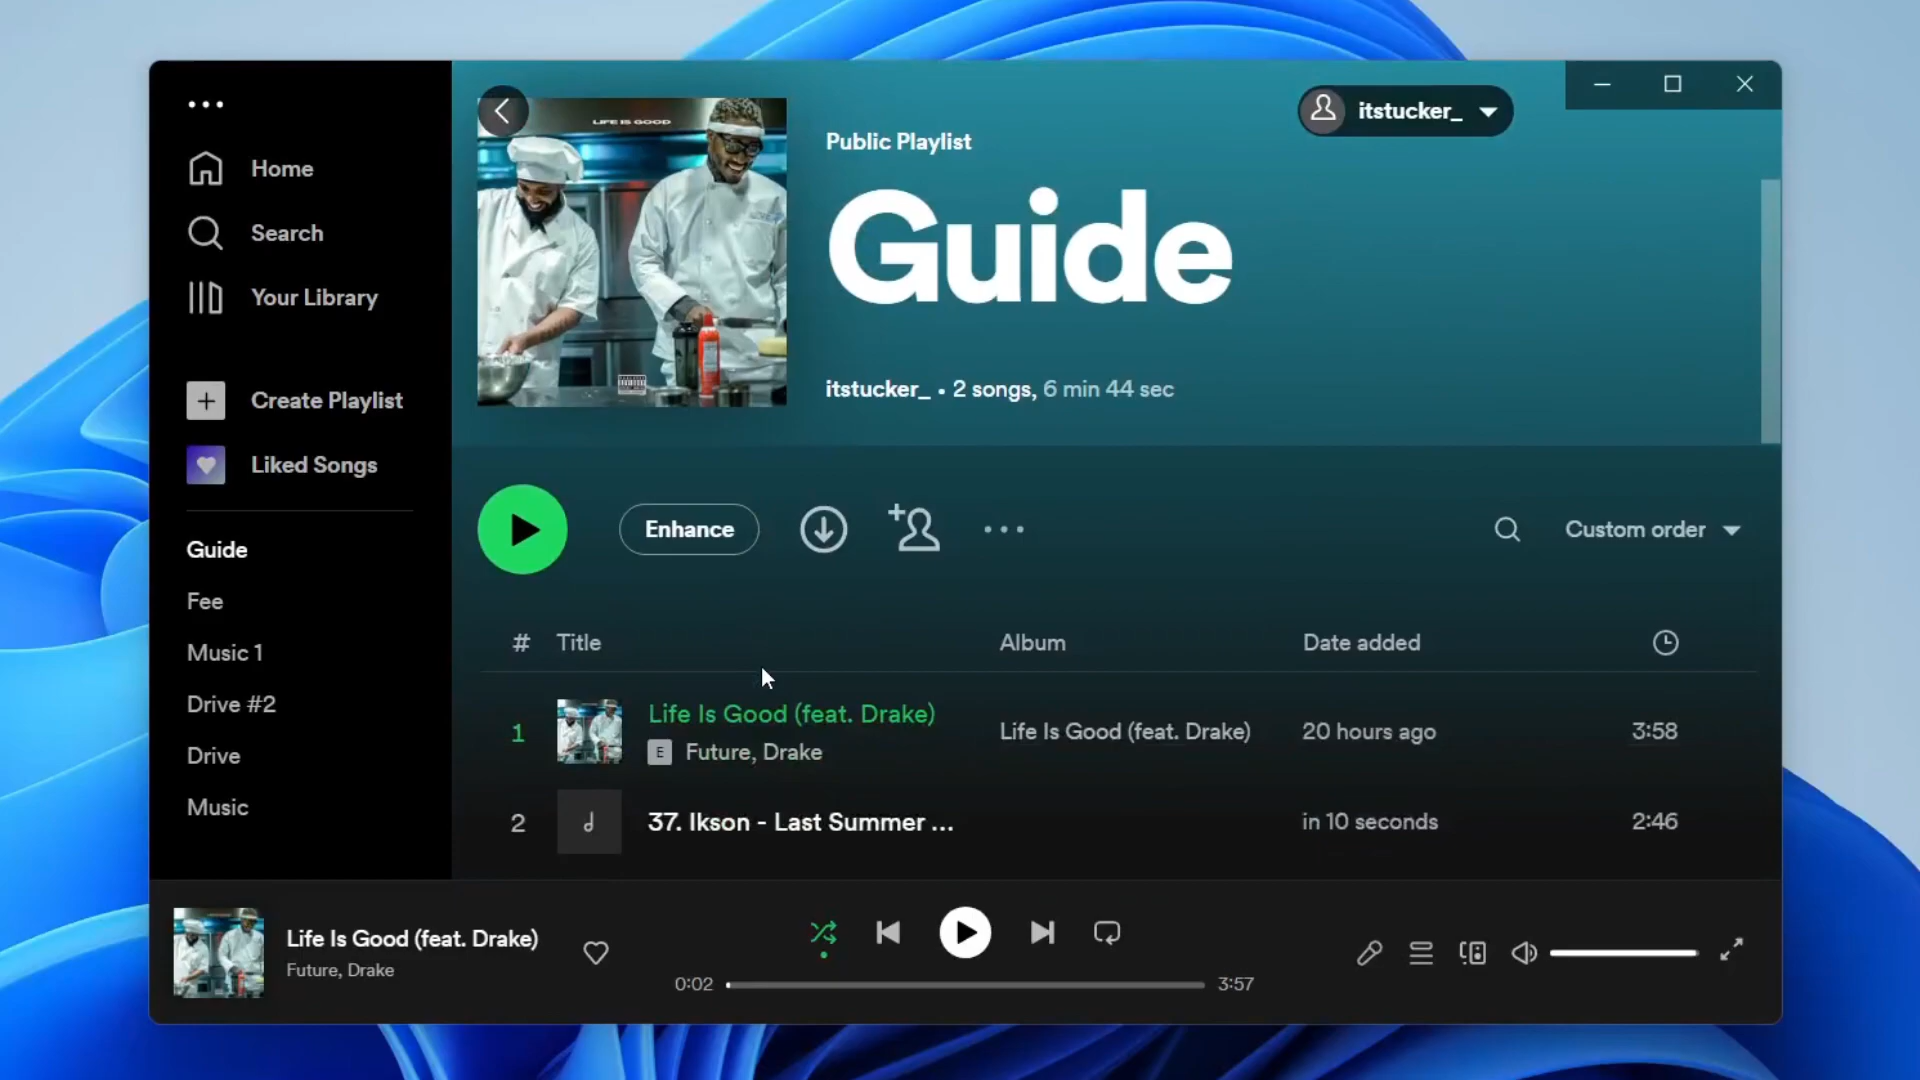 Home
Search
Your Library
Create Playlist
Liked Songs
Guide
Fee
Music 1
Drive #2
Drive
Music
LIFE IS GOOD
Public Playlist
Guide
itstucker_ • 2 songs, 6 min 44 sec
itstucker_
Enhance
Custom order
# Title Album Date added
1 Life Is Good (feat. Drake) Life Is Good (feat. Drake) 20 hours ago 3:58
E Future, Drake
2 37. Ikson - Last Summer ... in 10 seconds 2:46
Life Is Good (feat. Drake)
Future, Drake
0:02 3:57